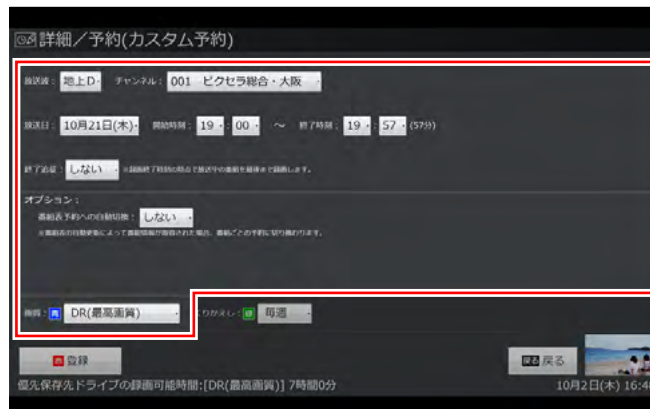 詳細／予約(カスタム予約)
放送波: 地上D チャンネル: 001 ピクセラ総合・大阪
放送日: 10月21日(木) 開始時刻: 19 : 00 ～ 終了時刻: 19 : 57 (57分)
終了追従: しない ※録画終了時刻の時点で放送中の番組を最後まで録画します。
オプション:
番組表予約への自動切換: しない
※番組表の自動更新によって番組情報が取得された場合、番組ごとの予約に切り換わります。
画質: 青 DR(最高画質) くりかえし: 緑 毎週
赤 登録
戻る 戻る
優先保存先ドライブの録画可能時間:[DR(最高画質)] 7時間0分
10月2日(木) 16:4